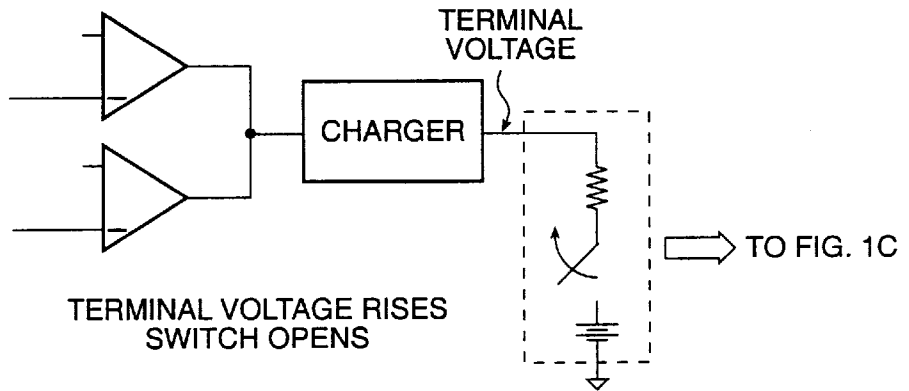 TERMINAL
VOLTAGE
CHARGER
TO FIG. 1C
TERMINAL VOLTAGE RISES
SWITCH OPENS